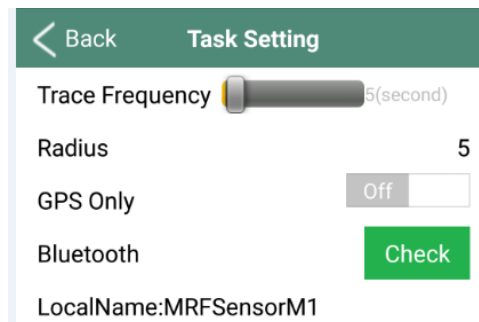 Back Task Setting
Trace Frequency 5(second)
Radius 5
GPS Only Off
Bluetooth Check
LocalName:MRFSensorM1